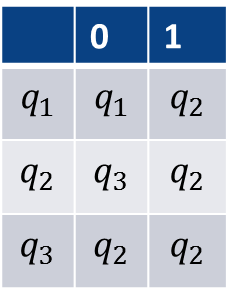 0 1
q₁ q₁ q₂
q₂ q₃ q₂
q₃ q₂ q₂